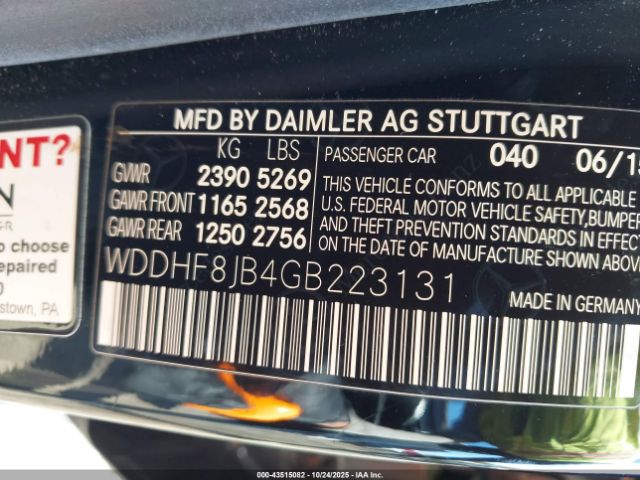 MFD BY DAIMLER AG STUTTGART
KG LBS
GVWR 2390 5269
GAWR FRONT 1165 2568
GAWR REAR 1250 2756
PASSENGER CAR 040 06/15
THIS VEHICLE CONFORMS TO ALL APPLICABLE
U.S. FEDERAL MOTOR VEHICLE SAFETY, BUMPER
AND THEFT PREVENTION STANDARDS IN EFFECT
ON THE DATE OF MANUFACTURE SHOWN ABOVE.
WDDHF8JB4GB223131
MADE IN GERMANY
NT?
N
o choose
epaired
0
stown, PA
000-43515082 - 10/24/2025 - IAA Inc.